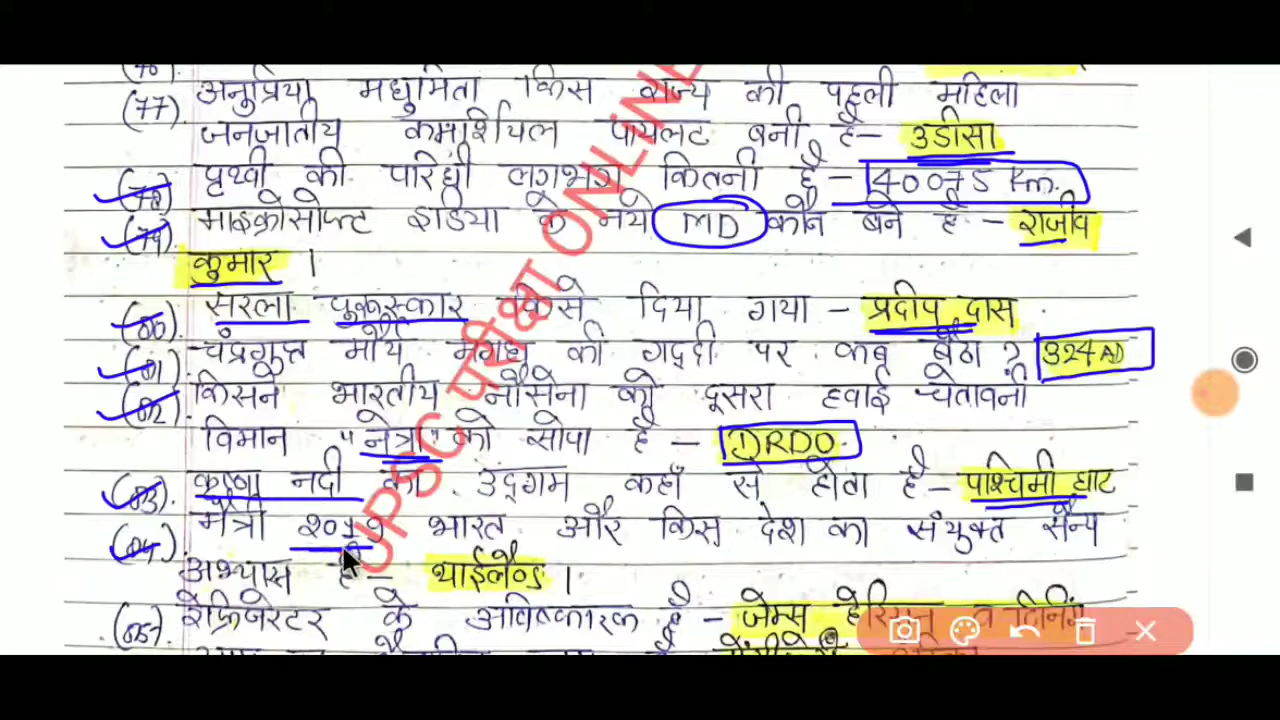 (77). अनुप्रिया मधुमिता किस राज्य की पहली महिला
जनजातीय कमर्शियल पायलट बनी है- उडीसा
(78) पृथ्वी की परिधी लगभग कितनी है - 40075 Km.
(79) माइक्रोसोफ्ट इंडिया के नये MD कौन बने है - राजीव
कुमार ।
(80). सरला पुरूस्कार किसे दिया गया - प्रदीप दास
(81) चंद्रगुप्त मौर्य मगध की गद्दी पर कब बैठा? 324 AD
(82) किसने भारतीय नौसेना को दूसरा हवाई चेतावनी
विमान "नेत्रा" को सोपा है - DRDO.
(83). कृष्णा नदी का उद्गम कहाँ से होता है- पश्चिमी घाट
(84) मैत्री २०१9 भारत और किस देश का संयुक्त सैन्य
अभ्यास है- थाईलैण्ड ।
(85) रेफ्रिजरेटर के अविष्कारक है - जेम्स हेरिसन व
UPSC परीक्षा ONLINE